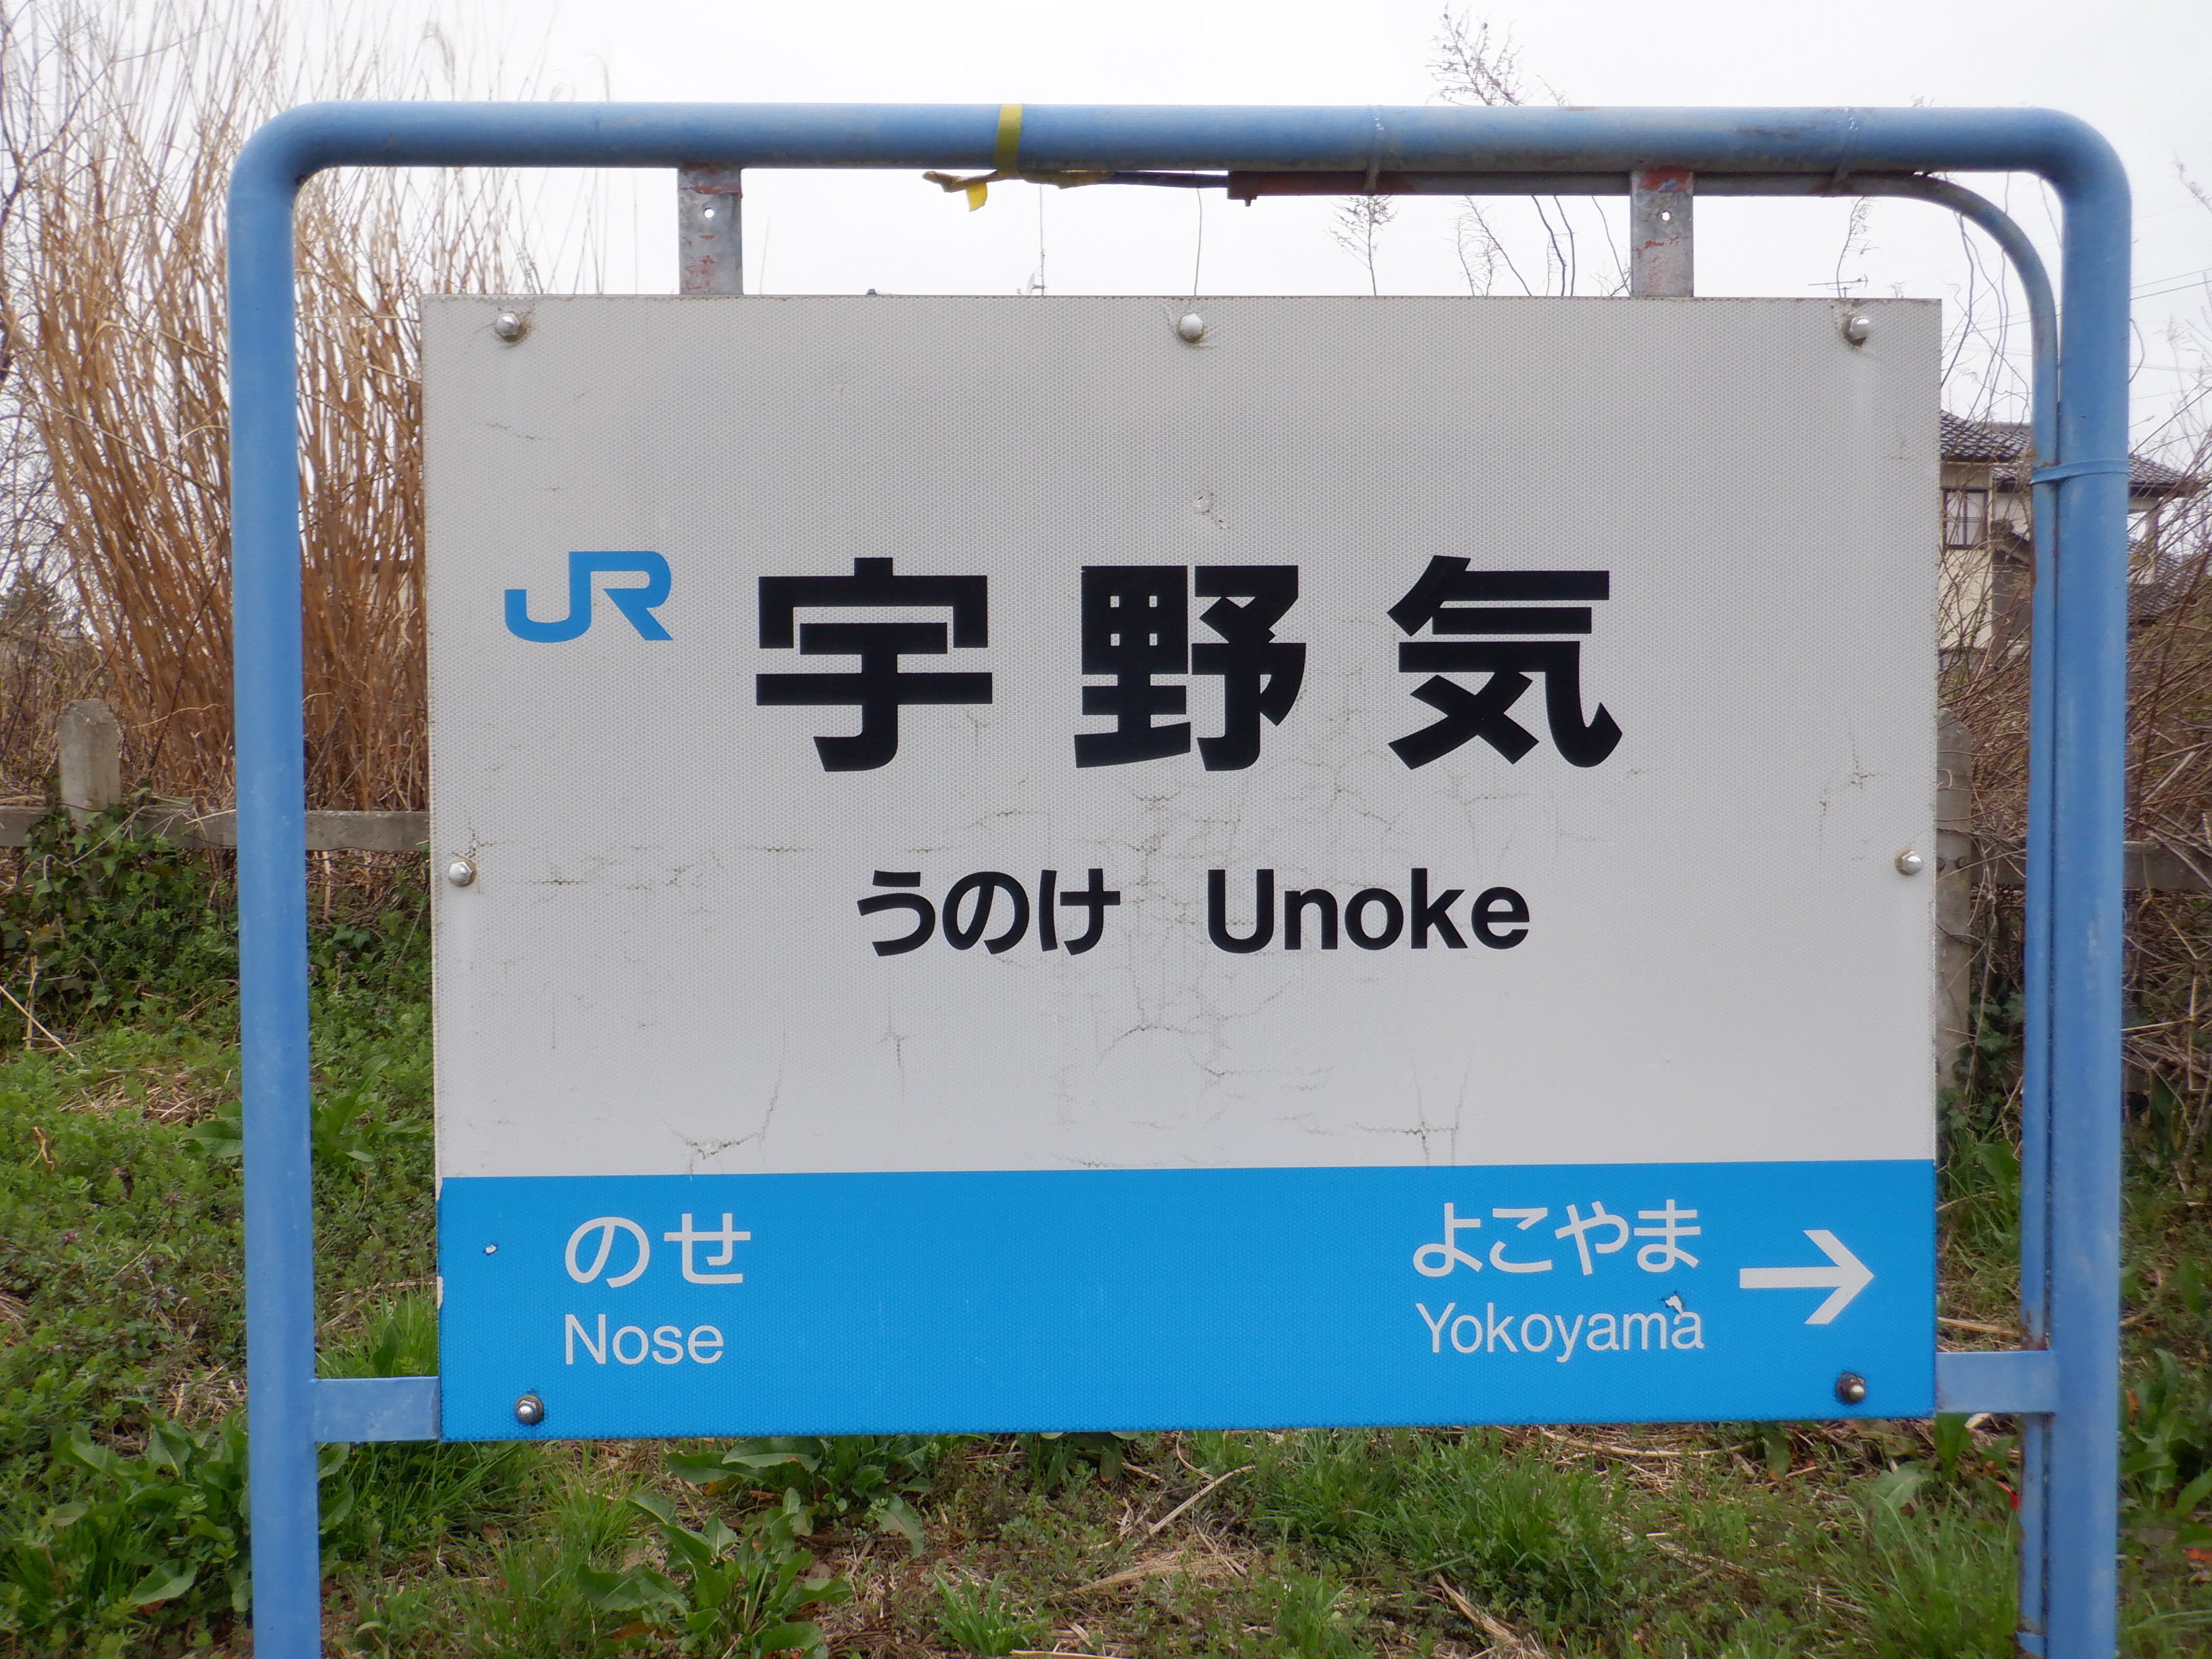 JR 宇野気
うのけ Unoke
のせ
Nose
よこやま →
Yokoyama